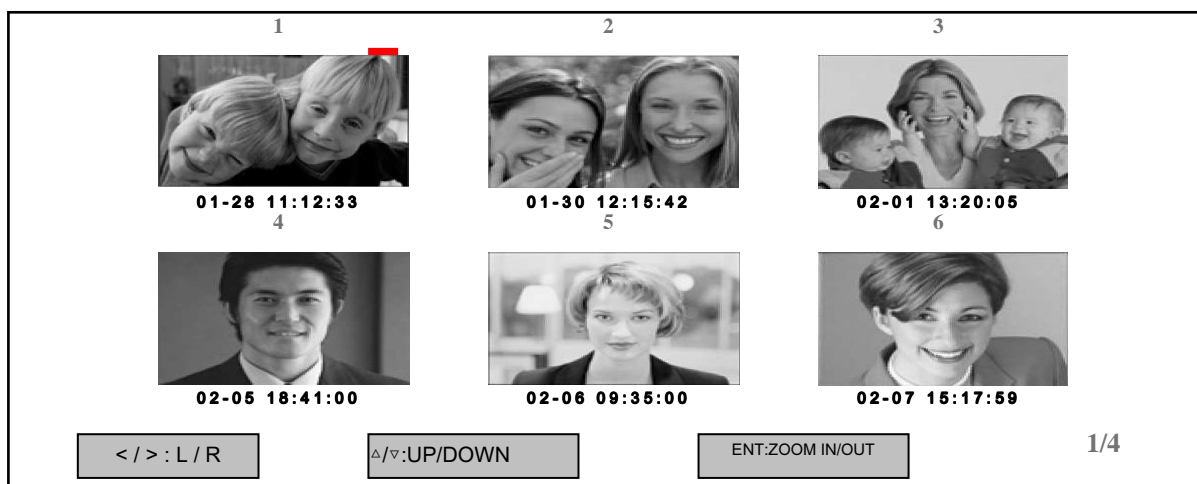 1 2 3
01-28 11:12:33 01-30 12:15:42 02-01 13:20:05
4 5 6
02-05 18:41:00 02-06 09:35:00 02-07 15:17:59
< / > : L / R △/▽:UP/DOWN ENT:ZOOM IN/OUT 1/4